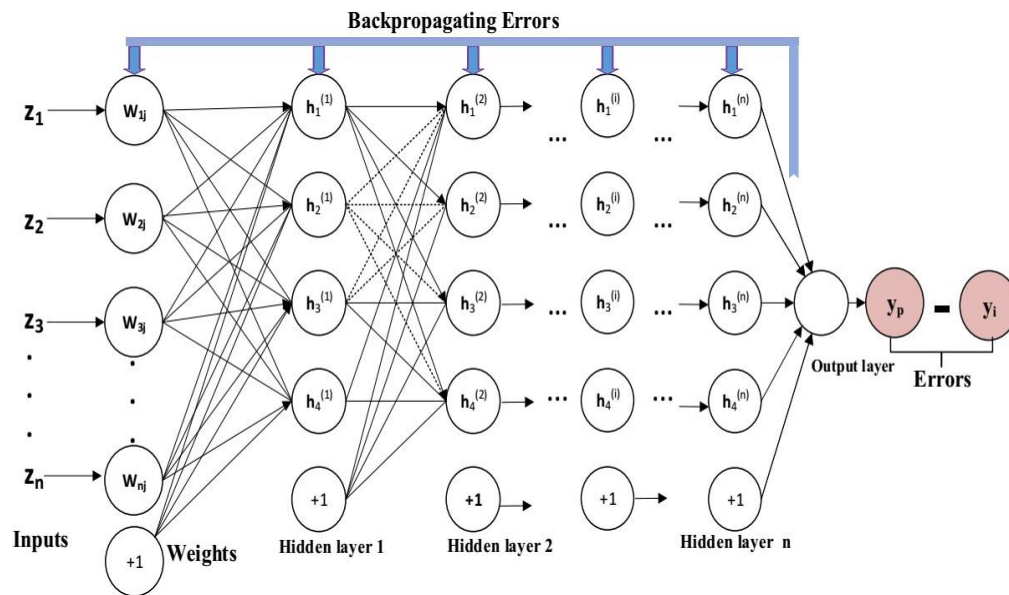 Backpropagating Errors
z₁ W₁ⱼ h₁⁽¹⁾ h₁⁽²⁾ ... h₁⁽ⁱ⁾ ... h₁⁽ⁿ⁾
z₂ W₂ⱼ h₂⁽¹⁾ h₂⁽²⁾ ... h₂⁽ⁱ⁾ ... h₂⁽ⁿ⁾
z₃ W₃ⱼ h₃⁽¹⁾ h₃⁽²⁾ ... h₃⁽ⁱ⁾ ... h₃⁽ⁿ⁾ yₚ - yᵢ
Output layer Errors
h₄⁽¹⁾ h₄⁽²⁾ ... h₄⁽ⁱ⁾ ... h₄⁽ⁿ⁾
zₙ Wₙⱼ +1 +1 +1 +1
Inputs +1 Weights Hidden layer 1 Hidden layer 2 Hidden layer n